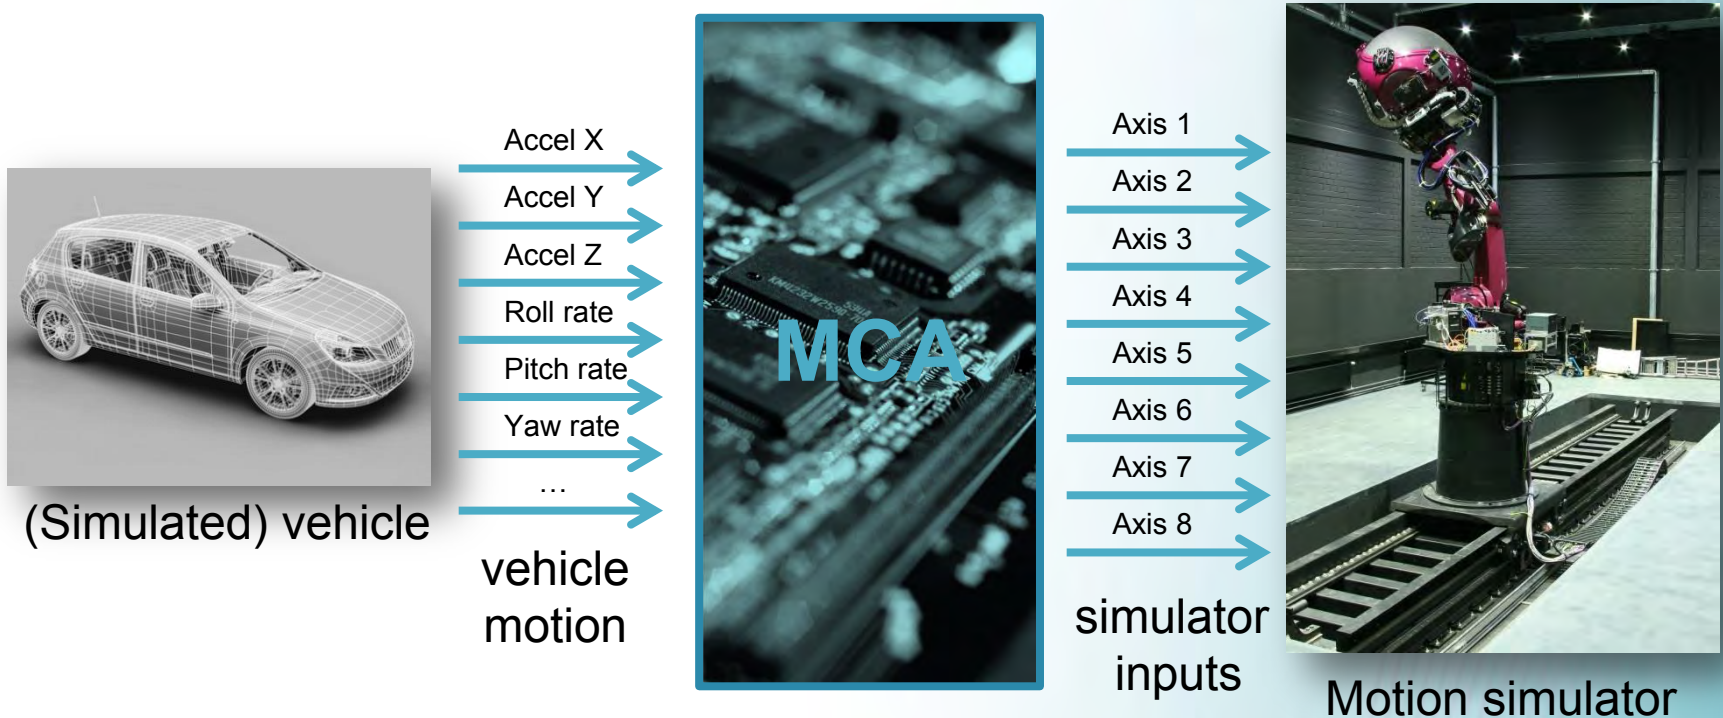 Accel X
Accel Y
Accel Z
Roll rate
Pitch rate
Yaw rate
…
(Simulated) vehicle
vehicle
motion
MCA
Axis 1
Axis 2
Axis 3
Axis 4
Axis 5
Axis 6
Axis 7
Axis 8
simulator
inputs
Motion simulator